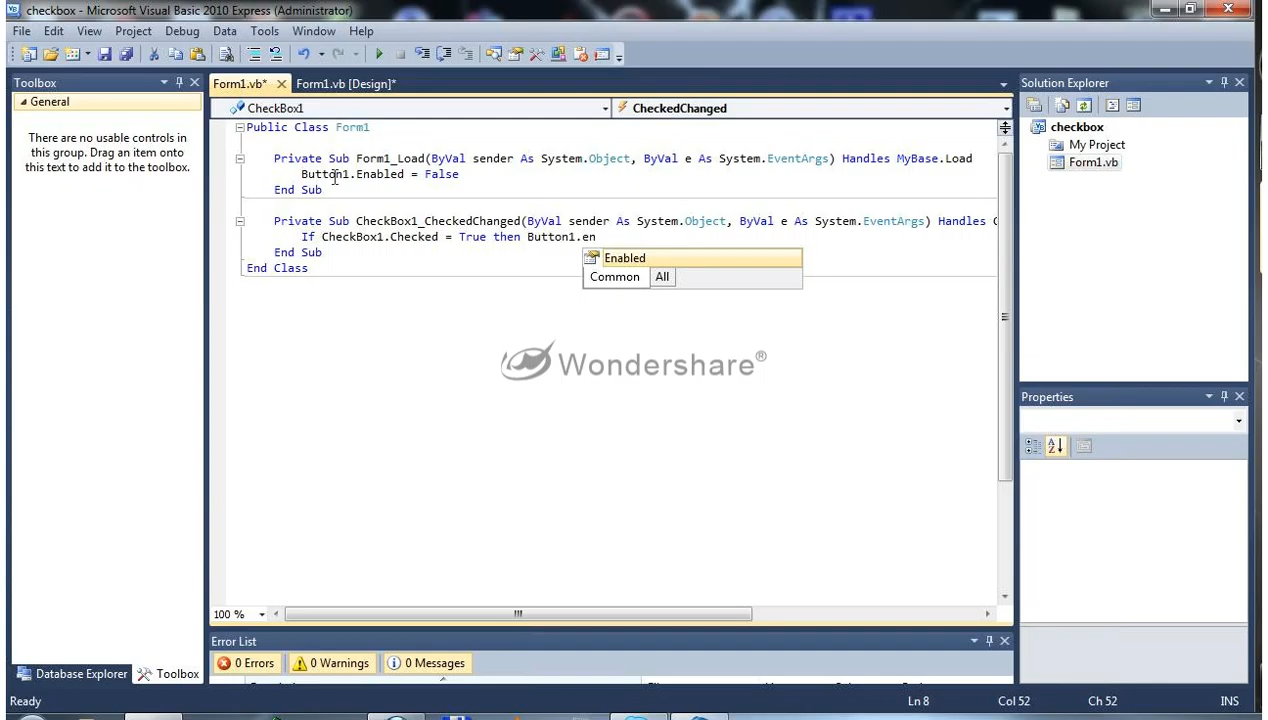 checkbox - Microsoft Visual Basic 2010 Express (Administrator)
File Edit View Project Debug Data Tools Window Help
Toolbox
General
There are no usable controls in
this group. Drag an item onto
this text to add it to the toolbox.
Database Explorer
Toolbox
Form1.vb*
Form1.vb [Design]*
CheckBox1
CheckedChanged
Public Class Form1
Private Sub Form1_Load(ByVal sender As System.Object, ByVal e As System.EventArgs) Handles MyBase.Load
Button1.Enabled = False
End Sub
Private Sub CheckBox1_CheckedChanged(ByVal sender As System.Object, ByVal e As System.EventArgs) Handles C
If CheckBox1.Checked = True then Button1.en
End Sub
End Class
Enabled
Common All
Wondershare®
100 %
Error List
0 Errors 0 Warnings 0 Messages
Solution Explorer
checkbox
My Project
Form1.vb
Properties
Ready Ln 8 Col 52 Ch 52 INS